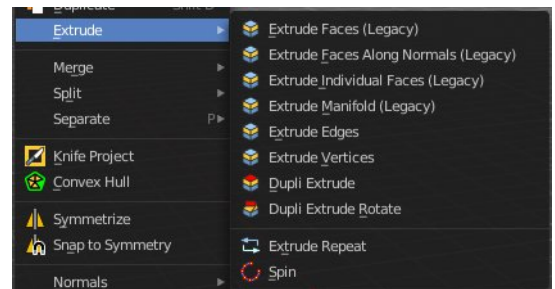 Duplicate Shift D
Extrude
Merge
Split
Separate P
Knife Project
Convex Hull
Symmetrize
Snap to Symmetry
Normals
Extrude Faces (Legacy)
Extrude Faces Along Normals (Legacy)
Extrude Individual Faces (Legacy)
Extrude Manifold (Legacy)
Extrude Edges
Extrude Vertices
Dupli Extrude
Dupli Extrude Rotate
Extrude Repeat
Spin